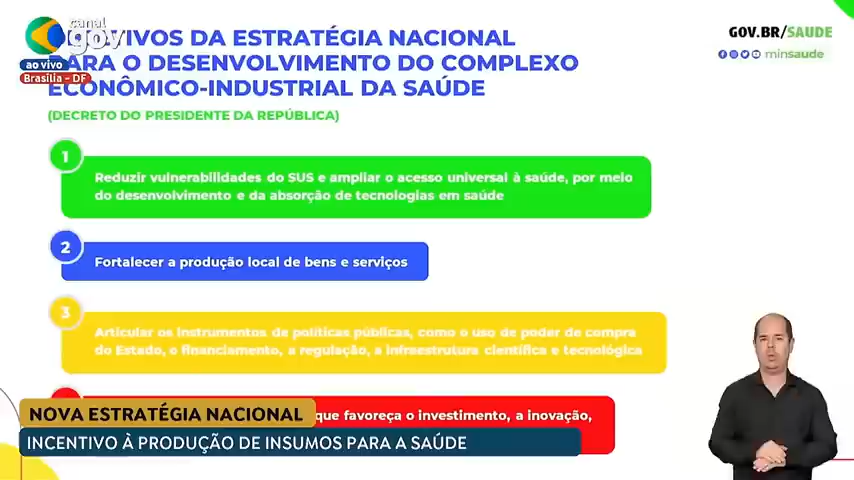 canal
gov
ao vivo
Brasília - DF
OBJETIVOS DA ESTRATÉGIA NACIONAL
PARA O DESENVOLVIMENTO DO COMPLEXO
ECONÔMICO-INDUSTRIAL DA SAÚDE
(DECRETO DO PRESIDENTE DA REPÚBLICA)
GOV.BR/SAUDE
minsaude
1
Reduzir vulnerabilidades do SUS e ampliar o acesso universal à saúde, por meio
do desenvolvimento e da absorção de tecnologias em saúde
2
Fortalecer a produção local de bens e serviços
3
Articular os instrumentos de políticas públicas, como o uso de poder de compra
do Estado, o financiamento, a regulação, a infraestrutura científica e tecnológica
que favoreça o investimento, a inovação,
NOVA ESTRATÉGIA NACIONAL
INCENTIVO À PRODUÇÃO DE INSUMOS PARA A SAÚDE